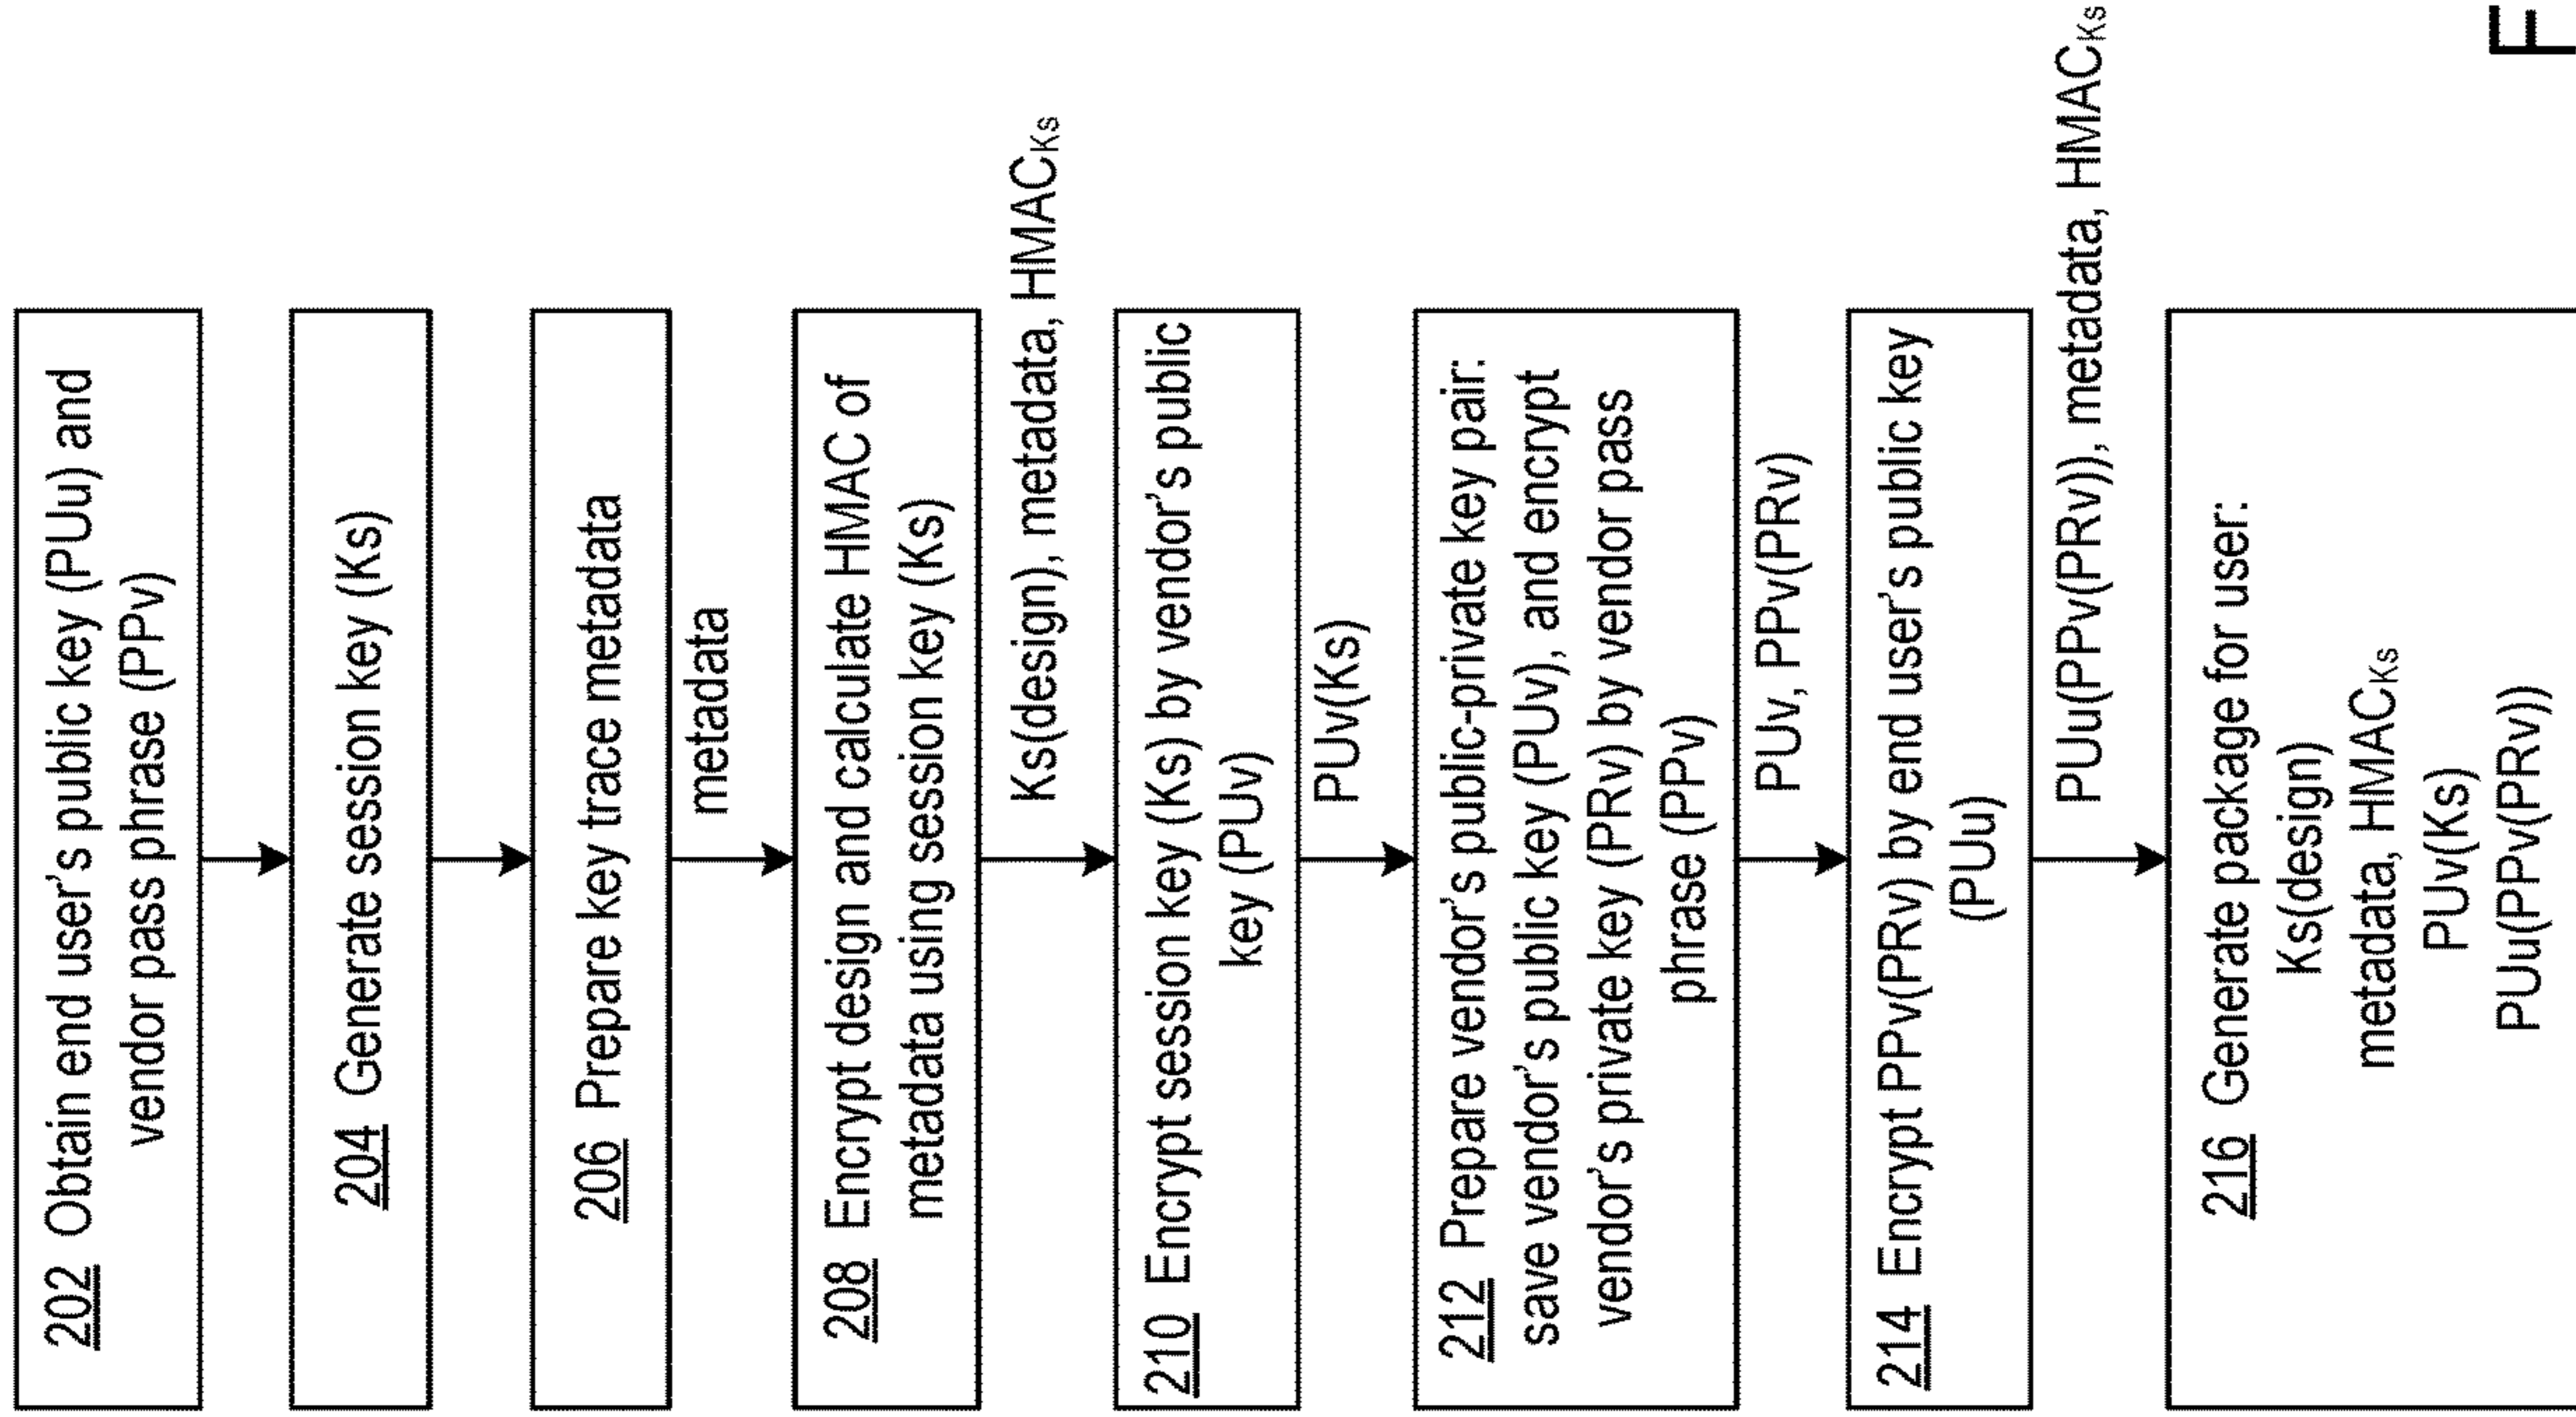 202 Obtain end user's public key (PUu) and
vendor pass phrase (PPv)
204 Generate session key (Ks)
206 Prepare key trace metadata
metadata
208 Encrypt design and calculate HMAC of
metadata using session key (Ks)
Ks(design), metadata, HMACKs
210 Encrypt session key (Ks) by vendor's public
key (PUv)
PUv(Ks)
212 Prepare vendor's public-private key pair:
save vendor's public key (PUv), and encrypt
vendor's private key (PRv) by vendor pass
phrase (PPv)
PUv, PPv(PRv)
214 Encrypt PPv(PRv) by end user's public key
(PUu)
PUu(PPv(PRv)), metadata, HMACKs
216 Generate package for user:
Ks(design)
metadata, HMACKs
PUv(Ks)
PUu(PPv(PRv))